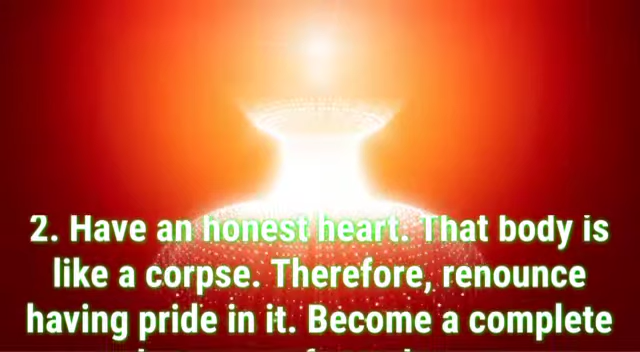 2. Have an honest heart. That body is
like a corpse. Therefore, renounce
having pride in it. Become a complete